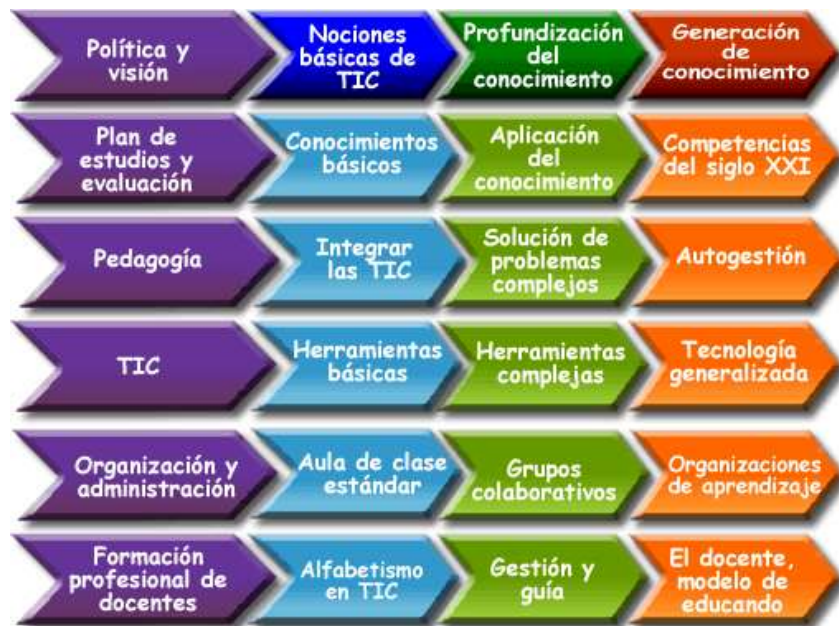 Política y
visión
Nociones
básicas de
TIC
Profundización
del
conocimiento
Generación
de
conocimiento
Plan de
estudios y
evaluación
Conocimientos
básicos
Aplicación
del
conocimiento
Competencias
del siglo XXI
Pedagogía
Integrar
las TIC
Solución de
problemas
complejos
Autogestión
TIC
Herramientas
básicas
Herramientas
complejas
Tecnología
generalizada
Organización y
administración
Aula de clase
estándar
Grupos
colaborativos
Organizaciones
de aprendizaje
Formación
profesional de
docentes
Alfabetismo
en TIC
Gestión y
guía
El docente,
modelo de
educando